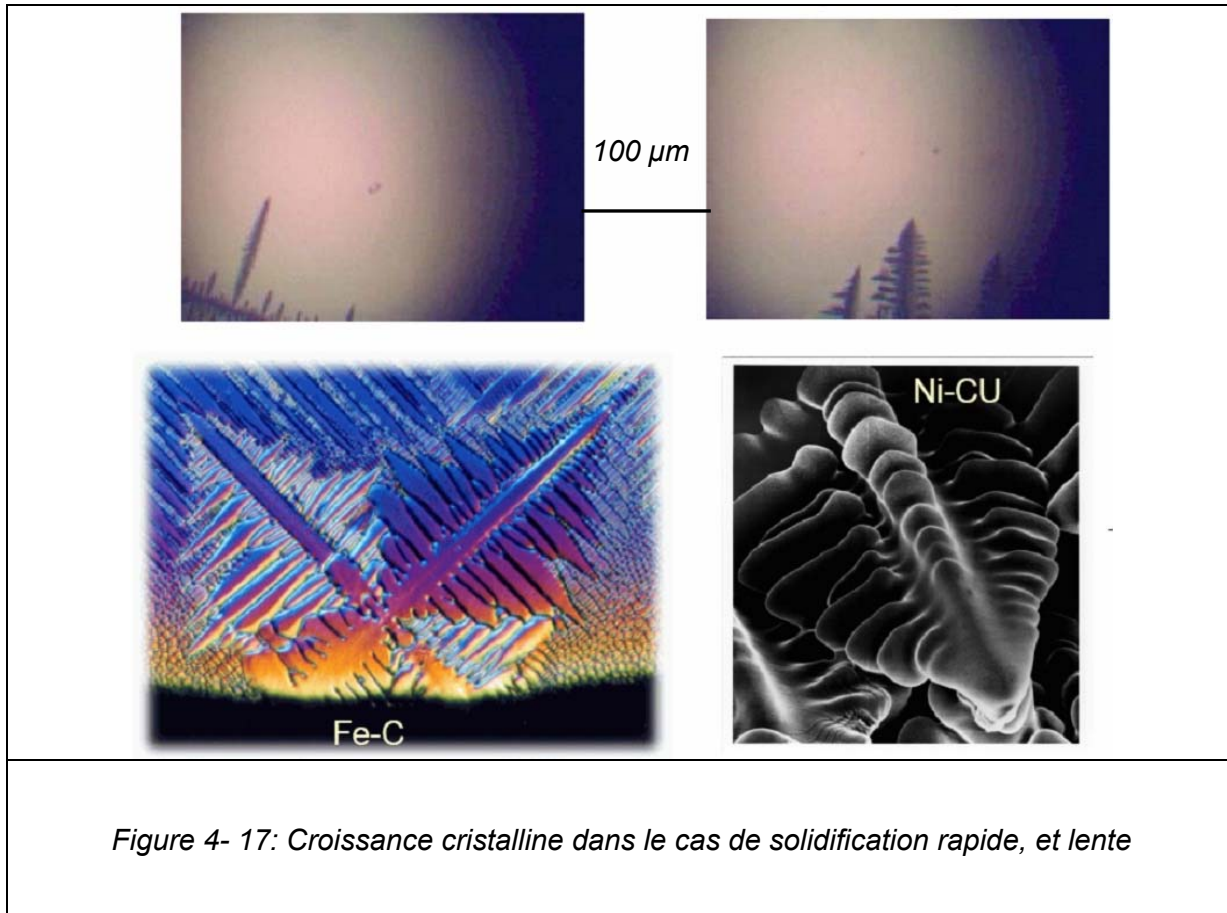 100 µm
Ni-CU
Fe-C
Figure 4- 17: Croissance cristalline dans le cas de solidification rapide, et lente